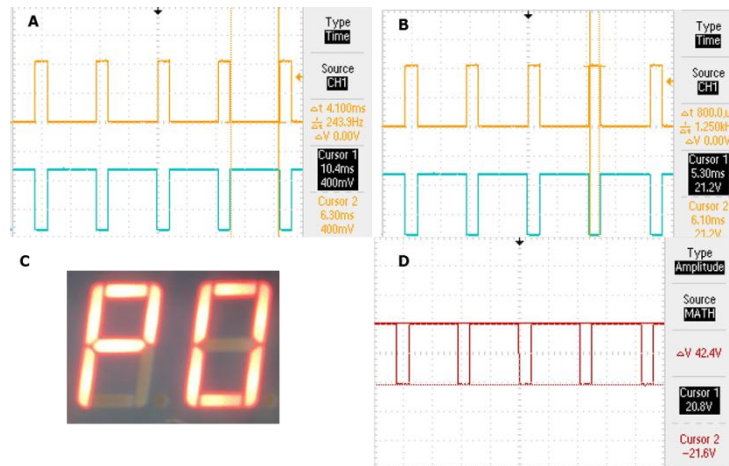 A
Type
Time
Source
CH1
Δt 4.100ms
243.9Hz
ΔV 0.00V
Cursor 1
10.4ms
400mV
Cursor 2
6.30ms
400mV
B
Type
Time
Source
CH1
Δt 800.0μ
1.250k
ΔV 0.00V
Cursor 1
5.30ms
21.2V
Cursor 2
6.10ms
21.2V
C
P0
D
Type
Amplitude
Source
MATH
ΔV 42.4V
Cursor 1
20.8V
Cursor 2
-21.6V